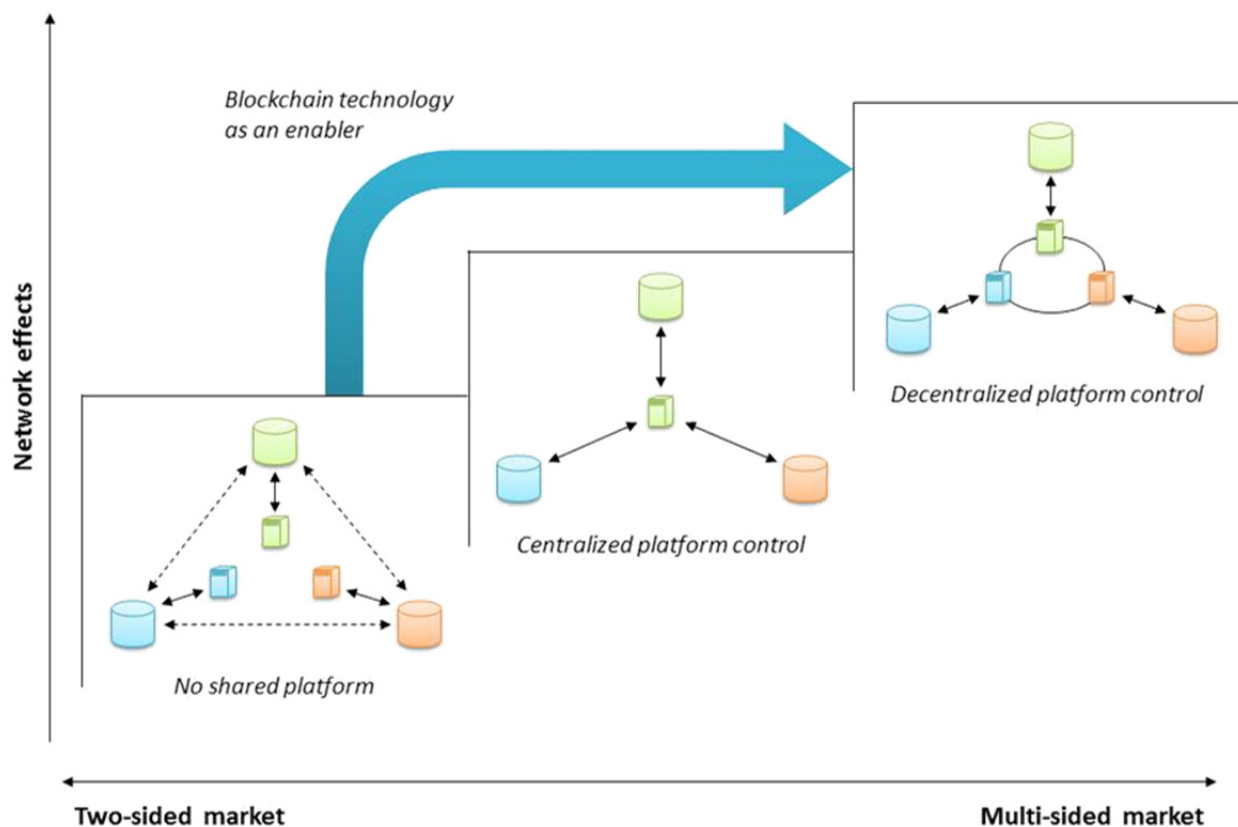 Blockchain technology
as an enabler
Network effects
Decentralized platform control
Centralized platform control
No shared platform
Two-sided market
Multi-sided market